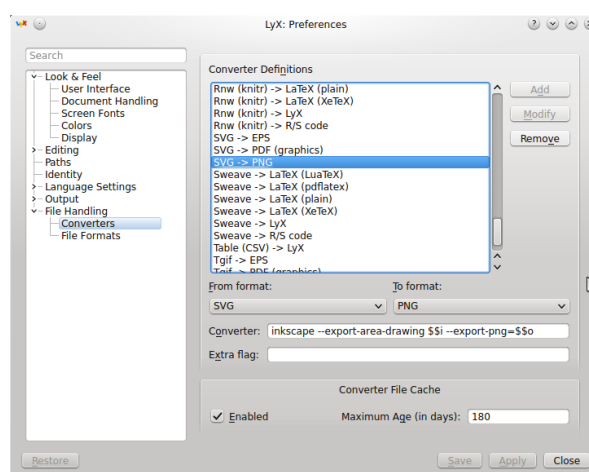 LyX: Preferences
Search
Look & Feel
User Interface
Document Handling
Screen Fonts
Colors
Display
Editing
Paths
Identity
Language Settings
Output
File Handling
Converters
File Formats
Converter Definitions
Rnw (knitr) -> LaTeX (plain)
Rnw (knitr) -> LaTeX (XeTeX)
Rnw (knitr) -> LyX
Rnw (knitr) -> R/S code
SVG -> EPS
SVG -> PDF (graphics)
SVG -> PNG
Sweave -> LaTeX (LuaTeX)
Sweave -> LaTeX (pdflatex)
Sweave -> LaTeX (plain)
Sweave -> LaTeX (XeTeX)
Sweave -> LyX
Sweave -> R/S code
Table (CSV) -> LyX
Tgif -> EPS
Tgif -> PDF (graphics)
Add
Modify
Remove
From format: To format:
SVG PNG
Converter: inkscape --export-area-drawing $$i --export-png=$$o
Extra flag:
Converter File Cache
Enabled Maximum Age (in days): 180
Restore Save Apply Close